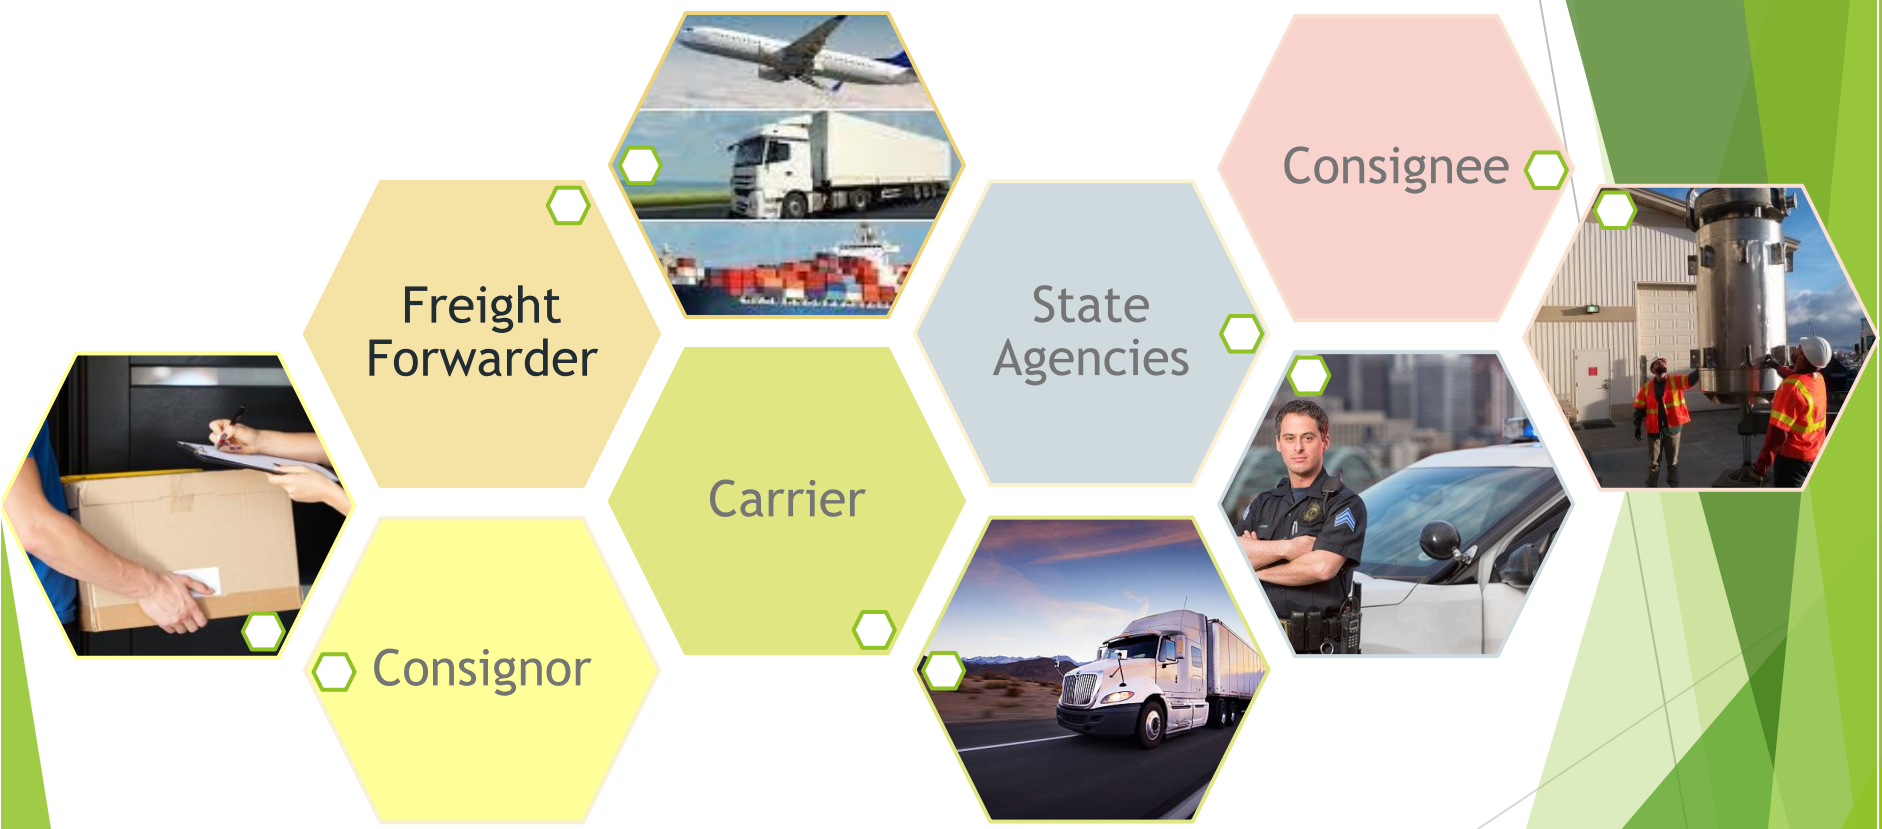 Freight
Forwarder
Consignor
Carrier
State
Agencies
Consignee